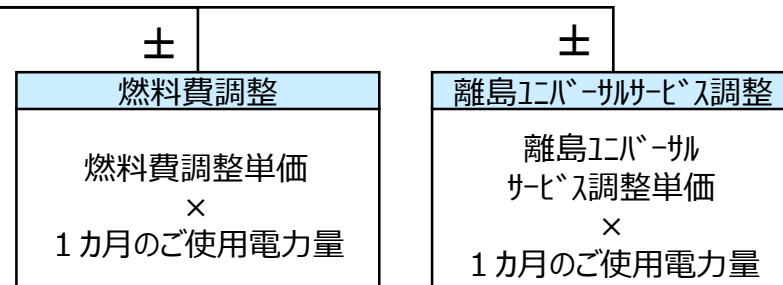 ±
±
燃料費調整
離島ﾕﾆﾊﾞｰｻﾙｻｰﾋﾞｽ調整
燃料費調整単価
×
1カ月のご使用電力量
離島ﾕﾆﾊﾞｰｻﾙ
ｻｰﾋﾞｽ調整単価
×
1カ月のご使用電力量